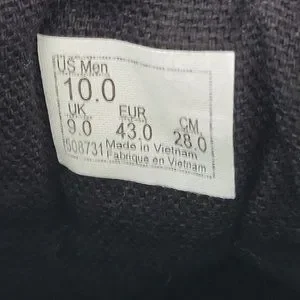 US Men
10.0
UK EUR CM
9.0 43.0 28.0
508731 Made in Vietnam
Fabrique en Vietnam